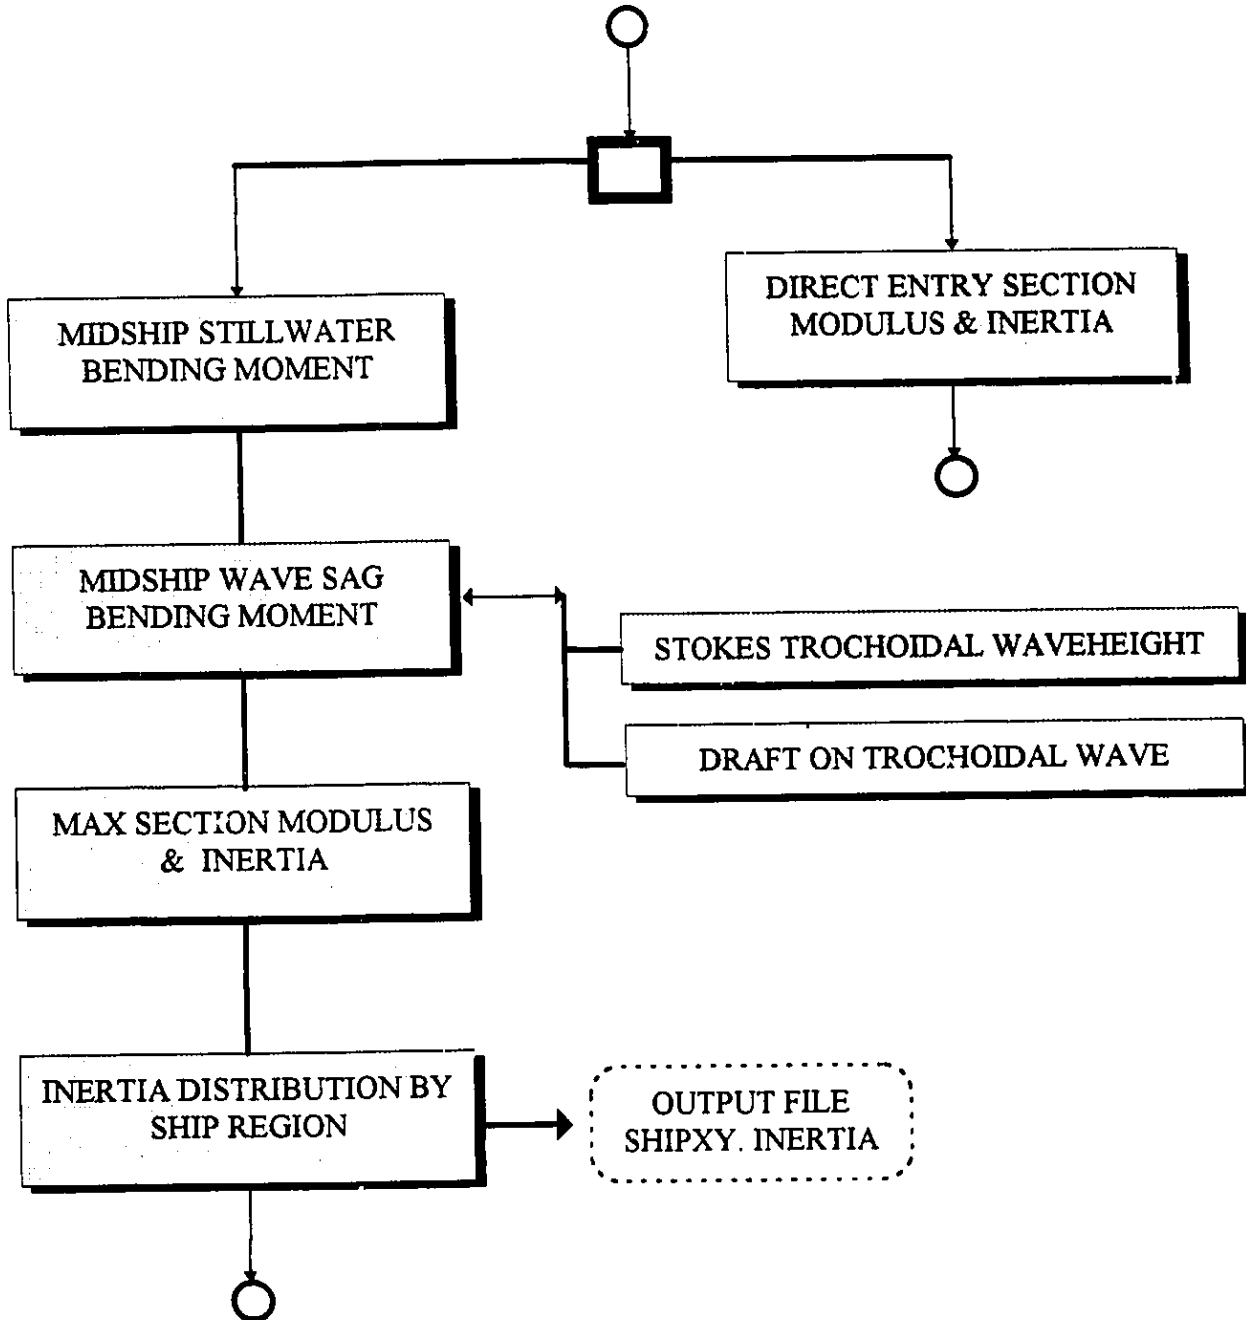 DIRECT ENTRY SECTION
MODULUS & INERTIA
MIDSHIP STILLWATER
BENDING MOMENT
MIDSHIP WAVE SAG
BENDING MOMENT
STOKES TROCHOIDAL WAVEHEIGHT
DRAFT ON TROCHOIDAL WAVE
MAX SECTION MODULUS
& INERTIA
INERTIA DISTRIBUTION BY
SHIP REGION
OUTPUT FILE
SHIPXY. INERTIA